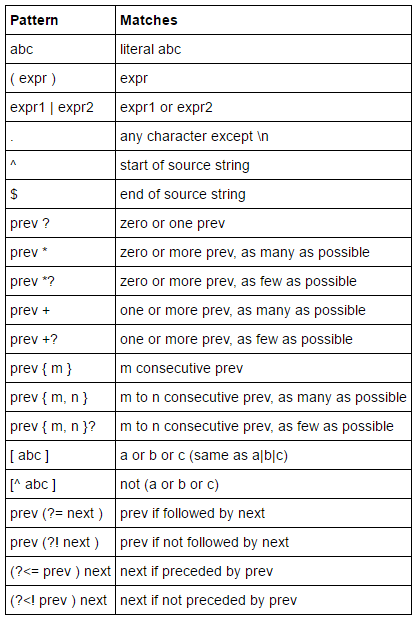 Pattern Matches
abc literal abc
( expr ) expr
expr1 | expr2 expr1 or expr2
. any character except \n
^ start of source string
$ end of source string
prev ? zero or one prev
prev * zero or more prev, as many as possible
prev *? zero or more prev, as few as possible
prev + one or more prev, as many as possible
prev +? one or more prev, as few as possible
prev { m } m consecutive prev
prev { m, n } m to n consecutive prev, as many as possible
prev { m, n }? m to n consecutive prev, as few as possible
[ abc ] a or b or c (same as a|b|c)
[^ abc ] not (a or b or c)
prev (?= next ) prev if followed by next
prev (?! next ) prev if not followed by next
(?<= prev ) next next if preceded by prev
(?<! prev ) next next if not preceded by prev